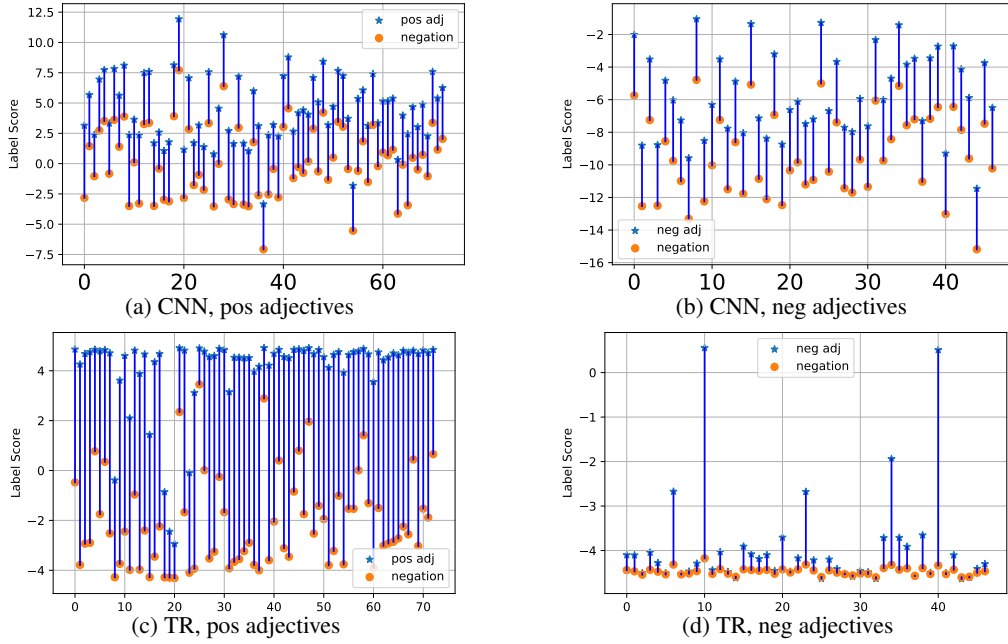 12.5
10.0
7.5
5.0
2.5
0.0
−2.5
−5.0
−7.5
Label Score
pos adj
negation
0 20 40 60
(a) CNN, pos adjectives
−2
−4
−6
−8
−10
−12
−14
−16
Label Score
neg adj
negation
0 10 20 30 40
(b) CNN, neg adjectives
4
2
0
−2
−4
Label Score
pos adj
negation
0 10 20 30 40 50 60 70
(c) TR, pos adjectives
0
−1
−2
−3
−4
Label Score
neg adj
negation
0 10 20 30 40
(d) TR, neg adjectives